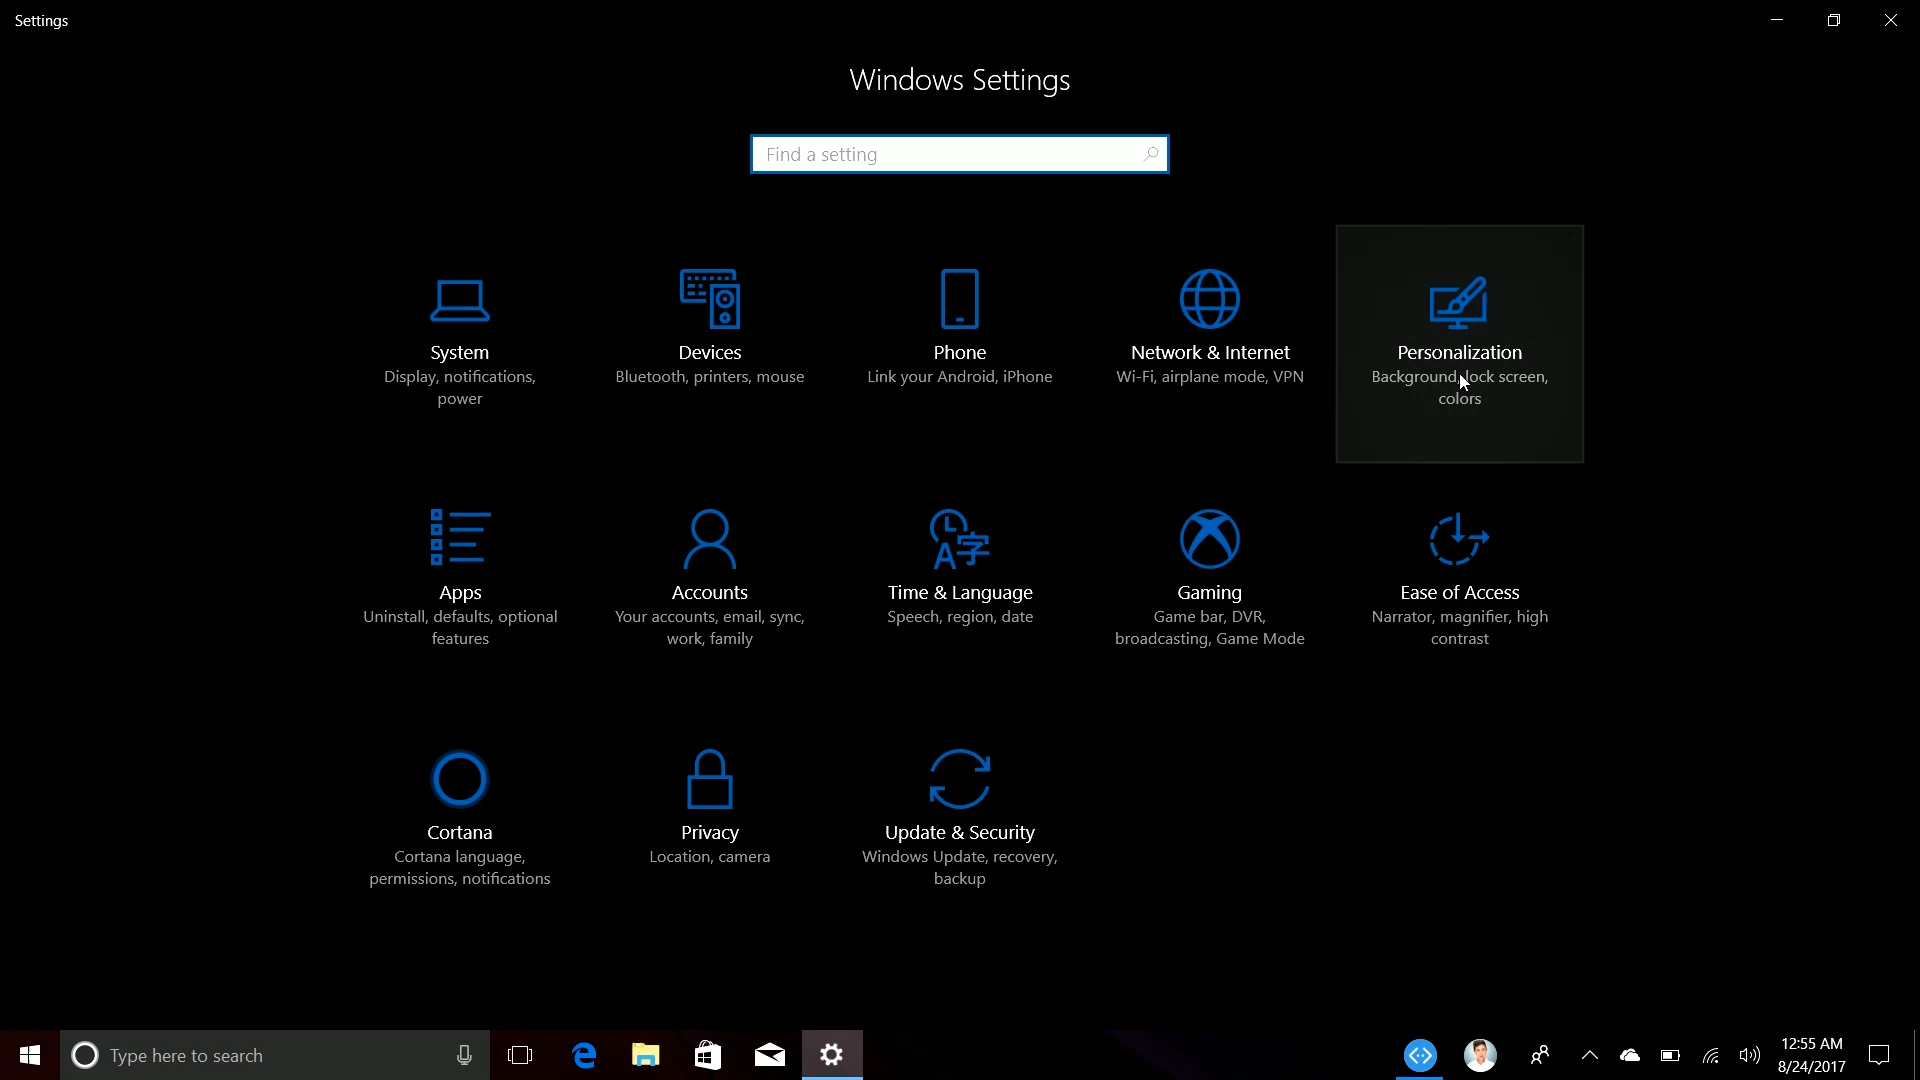 Settings
Windows Settings
Find a setting
System
Display, notifications,
power
Devices
Bluetooth, printers, mouse
Phone
Link your Android, iPhone
Network & Internet
Wi-Fi, airplane mode, VPN
Personalization
Background, lock screen,
colors
Apps
Uninstall, defaults, optional
features
Accounts
Your accounts, email, sync,
work, family
Time & Language
Speech, region, date
Gaming
Game bar, DVR,
broadcasting, Game Mode
Ease of Access
Narrator, magnifier, high
contrast
Cortana
Cortana language,
permissions, notifications
Privacy
Location, camera
Update & Security
Windows Update, recovery,
backup
Type here to search
12:55 AM
8/24/2017